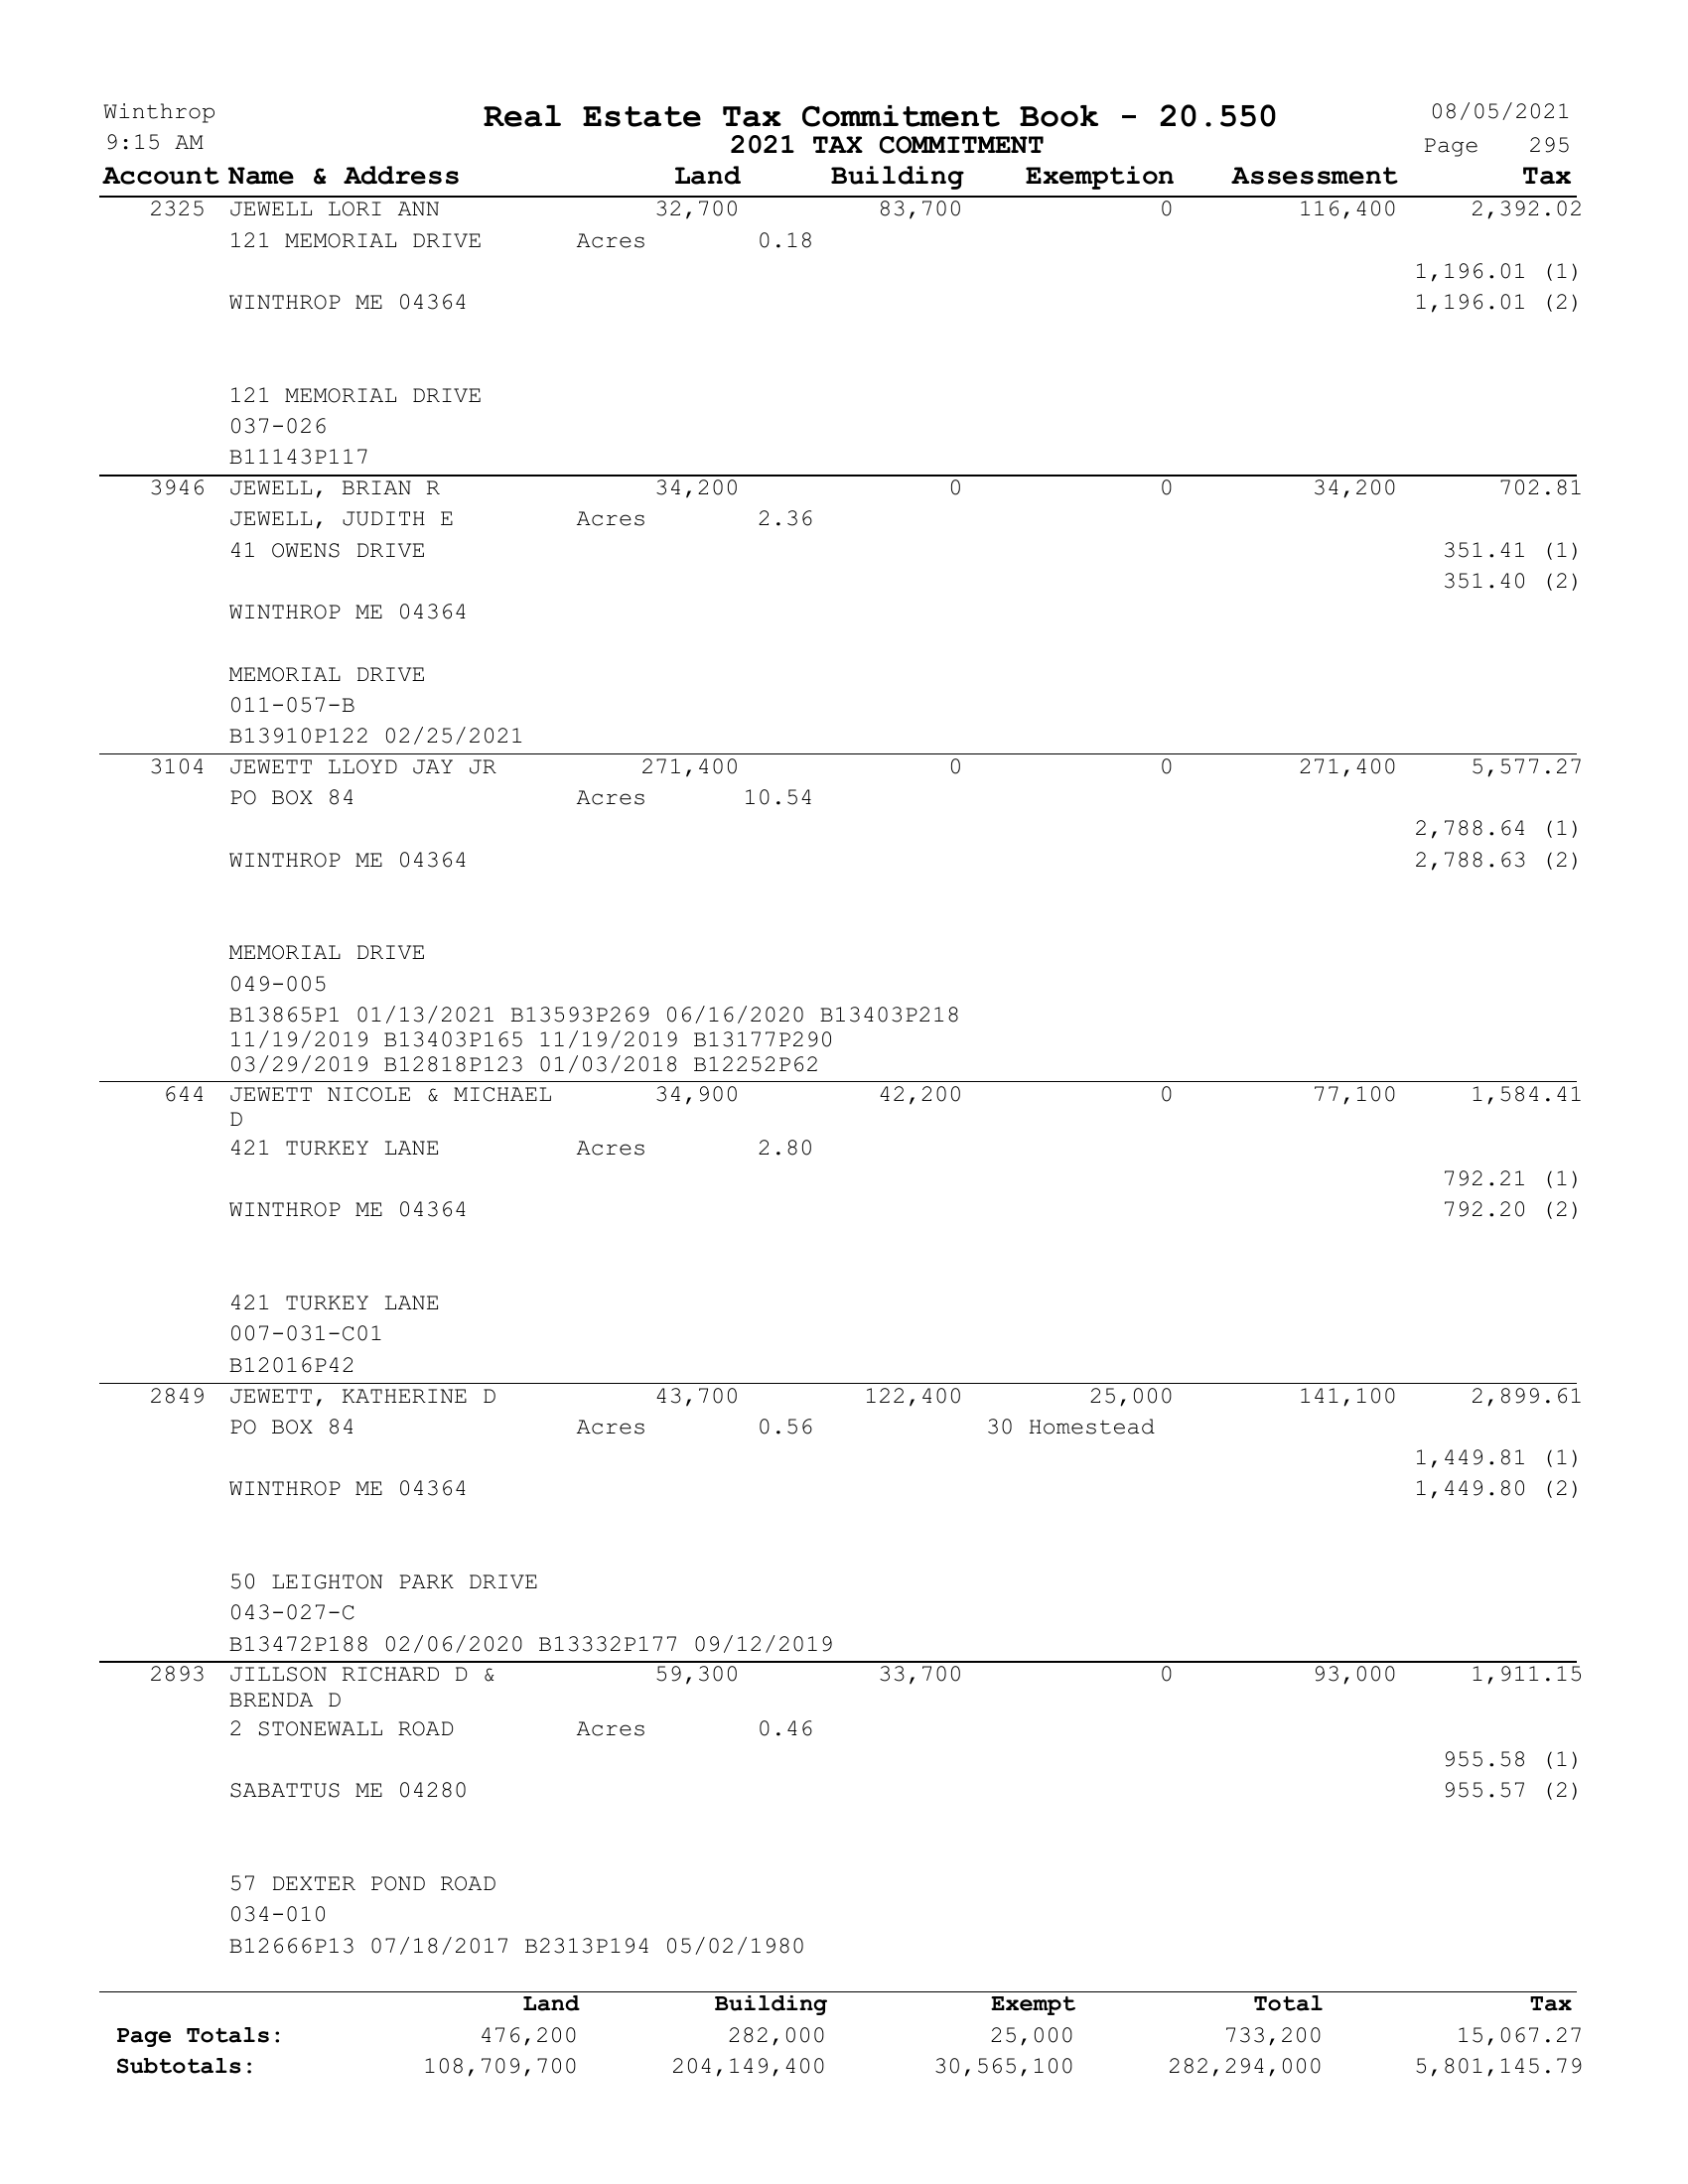 Winthrop Real Estate Tax Commitment Book - 20.550 08/05/2021
9:15 AM 2021 TAX COMMITMENT Page 295
Account Name & Address Land Building Exemption Assessment Tax
2325 JEWELL LORI ANN 32,700 83,700 0 116,400 2,392.02
121 MEMORIAL DRIVE Acres 0.18
1,196.01 (1)
WINTHROP ME 04364 1,196.01 (2)
121 MEMORIAL DRIVE
037-026
B11143P117
3946 JEWELL, BRIAN R 34,200 0 0 34,200 702.81
JEWELL, JUDITH E Acres 2.36
41 OWENS DRIVE 351.41 (1)
351.40 (2)
WINTHROP ME 04364
MEMORIAL DRIVE
011-057-B
B13910P122 02/25/2021
3104 JEWETT LLOYD JAY JR 271,400 0 0 271,400 5,577.27
PO BOX 84 Acres 10.54
2,788.64 (1)
WINTHROP ME 04364 2,788.63 (2)
MEMORIAL DRIVE
049-005
B13865P1 01/13/2021 B13593P269 06/16/2020 B13403P218
11/19/2019 B13403P165 11/19/2019 B13177P290
03/29/2019 B12818P123 01/03/2018 B12252P62
644 JEWETT NICOLE & MICHAEL 34,900 42,200 0 77,100 1,584.41
D
421 TURKEY LANE Acres 2.80
792.21 (1)
WINTHROP ME 04364 792.20 (2)
421 TURKEY LANE
007-031-C01
B12016P42
2849 JEWETT, KATHERINE D 43,700 122,400 25,000 141,100 2,899.61
PO BOX 84 Acres 0.56 30 Homestead
1,449.81 (1)
WINTHROP ME 04364 1,449.80 (2)
50 LEIGHTON PARK DRIVE
043-027-C
B13472P188 02/06/2020 B13332P177 09/12/2019
2893 JILLSON RICHARD D & 59,300 33,700 0 93,000 1,911.15
BRENDA D
2 STONEWALL ROAD Acres 0.46
955.58 (1)
SABATTUS ME 04280 955.57 (2)
57 DEXTER POND ROAD
034-010
B12666P13 07/18/2017 B2313P194 05/02/1980
Land Building Exempt Total Tax
Page Totals: 476,200 282,000 25,000 733,200 15,067.27
Subtotals: 108,709,700 204,149,400 30,565,100 282,294,000 5,801,145.79